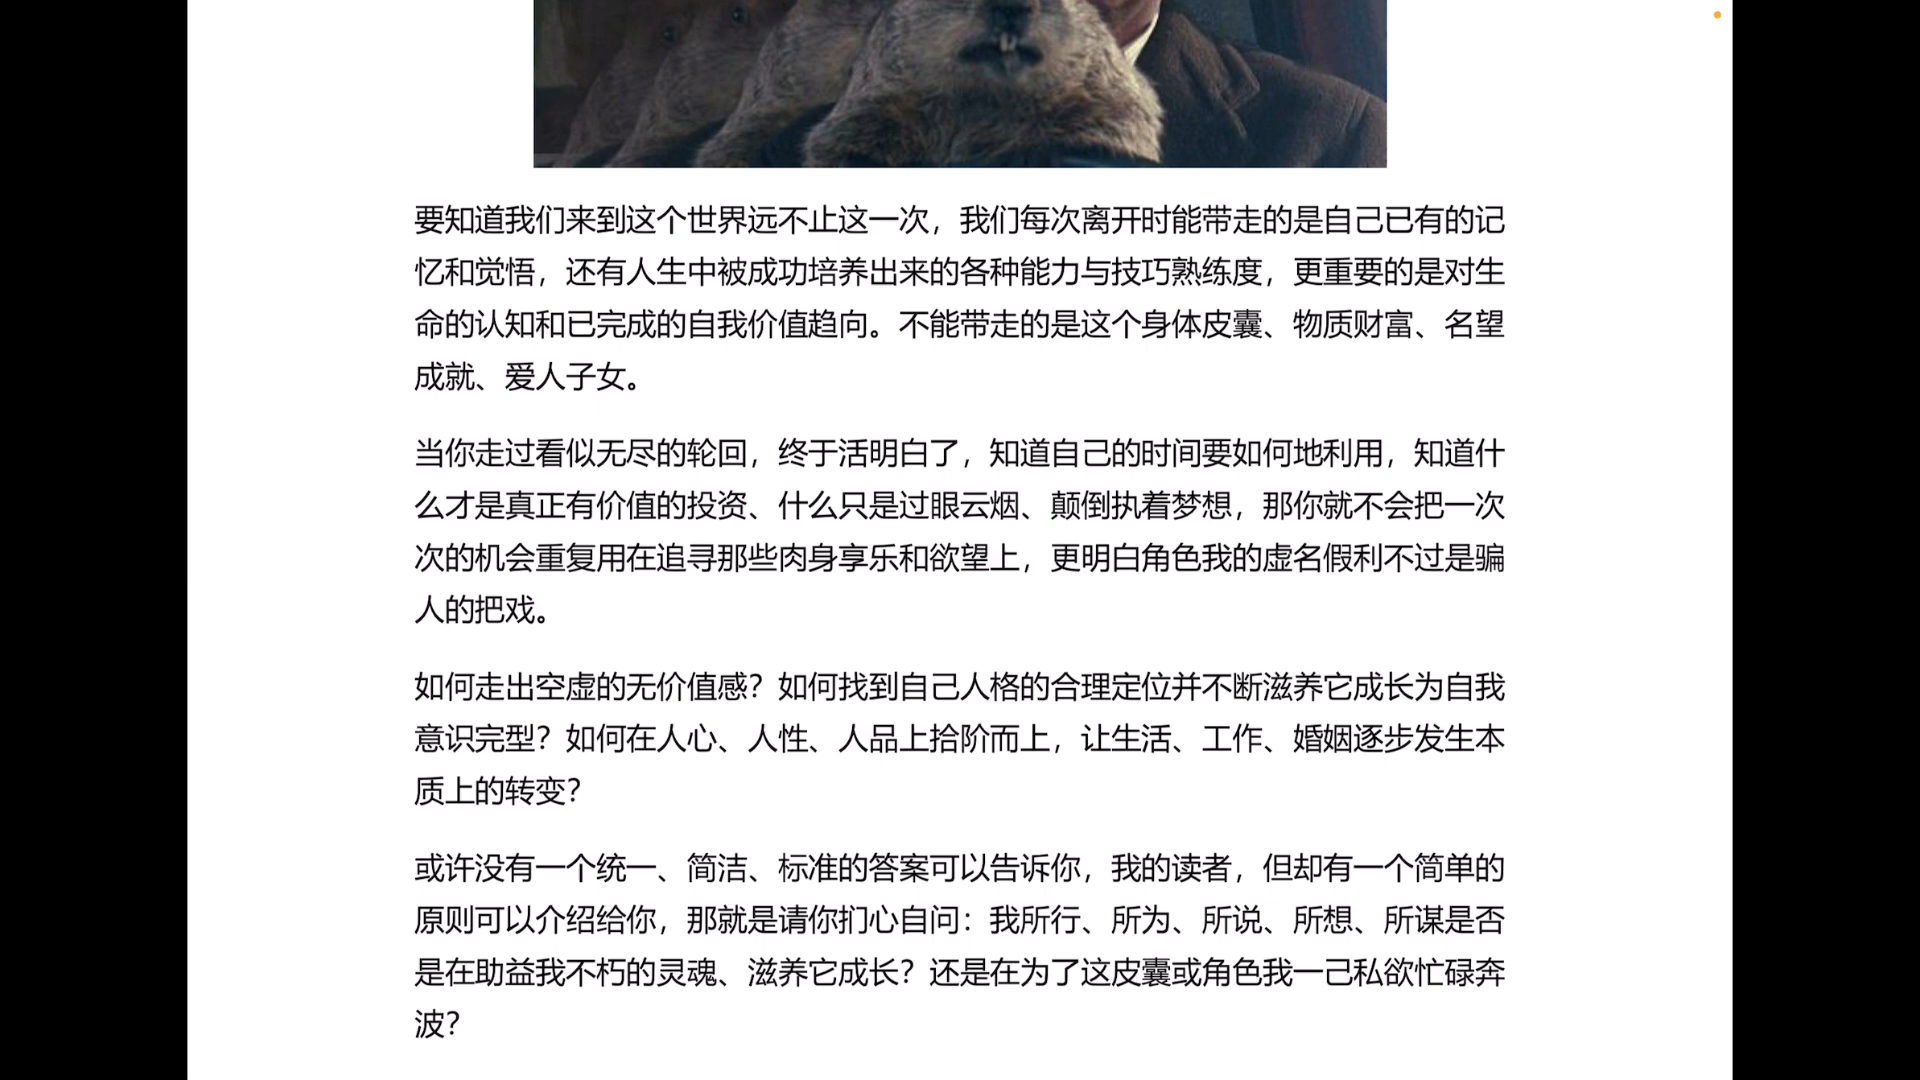 要知道我们来到这个世界远不止这一次，我们每次离开时能带走的是自己已有的记
忆和觉悟，还有人生中被成功培养出来的各种能力与技巧熟练度，更重要的是对生
命的认知和已完成的自我价值趋向。不能带走的是这个身体皮囊、物质财富、名望
成就、爱人子女。
当你走过看似无尽的轮回，终于活明白了，知道自己的时间要如何地利用，知道什
么才是真正有价值的投资、什么只是过眼云烟、颠倒执着梦想，那你就不会把一次
次的机会重复用在追寻那些肉身享乐和欲望上，更明白角色我的虚名假利不过是骗
人的把戏。
如何走出空虚的无价值感？如何找到自己人格的合理定位并不断滋养它成长为自我
意识完型？如何在人心、人性、人品上拾阶而上，让生活、工作、婚姻逐步发生本
质上的转变？
或许没有一个统一、简洁、标准的答案可以告诉你，我的读者，但却有一个简单的
原则可以介绍给你，那就是请你扪心自问：我所行、所为、所说、所想、所谋是否
是在助益我不朽的灵魂、滋养它成长？还是在为了这皮囊或角色我一己私欲忙碌奔
波？